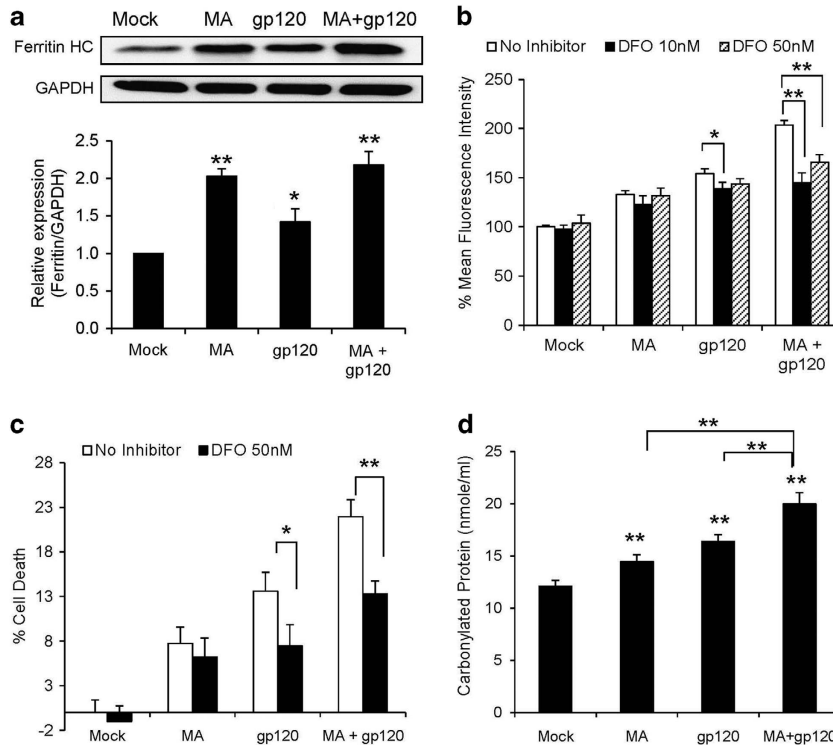 a
Mock MA gp120 MA+gp120
Ferritin HC
GAPDH
Relative expression
(Ferritin/GAPDH)
2.5
2.0
1.5
1.0
0.5
0.0
** * **
Mock MA gp120 MA +
gp120
b
No Inhibitor DFO 10nM DFO 50nM
% Mean Fluorescence Intensity
250
200
150
100
50
0
* ** **
Mock MA gp120 MA +
gp120
c
No Inhibitor DFO 50nM
% Cell Death
28
23
18
13
8
3
-2
* **
Mock MA gp120 MA + gp120
d
Carbonylated Protein (nmole/ml)
25
20
15
10
5
0
** ** ** ** **
Mock MA gp120 MA+gp120